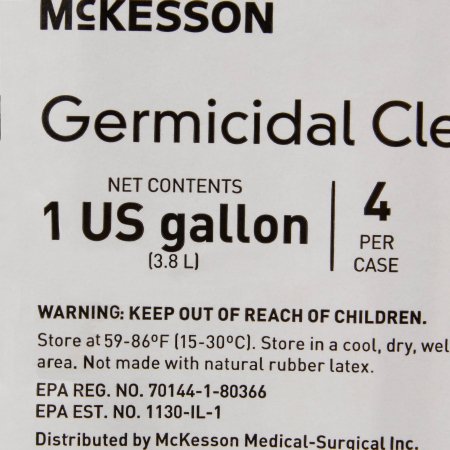 McKESSON
Germicidal Cle
NET CONTENTS
1 US gallon
(3.8 L)
4
PER
CASE
WARNING: KEEP OUT OF REACH OF CHILDREN.
Store at 59-86ºF (15-30ºC). Store in a cool, dry, wel
area. Not made with natural rubber latex.
EPA REG. NO. 70144-1-80366
EPA EST. NO. 1130-IL-1
Distributed by McKesson Medical-Surgical Inc.